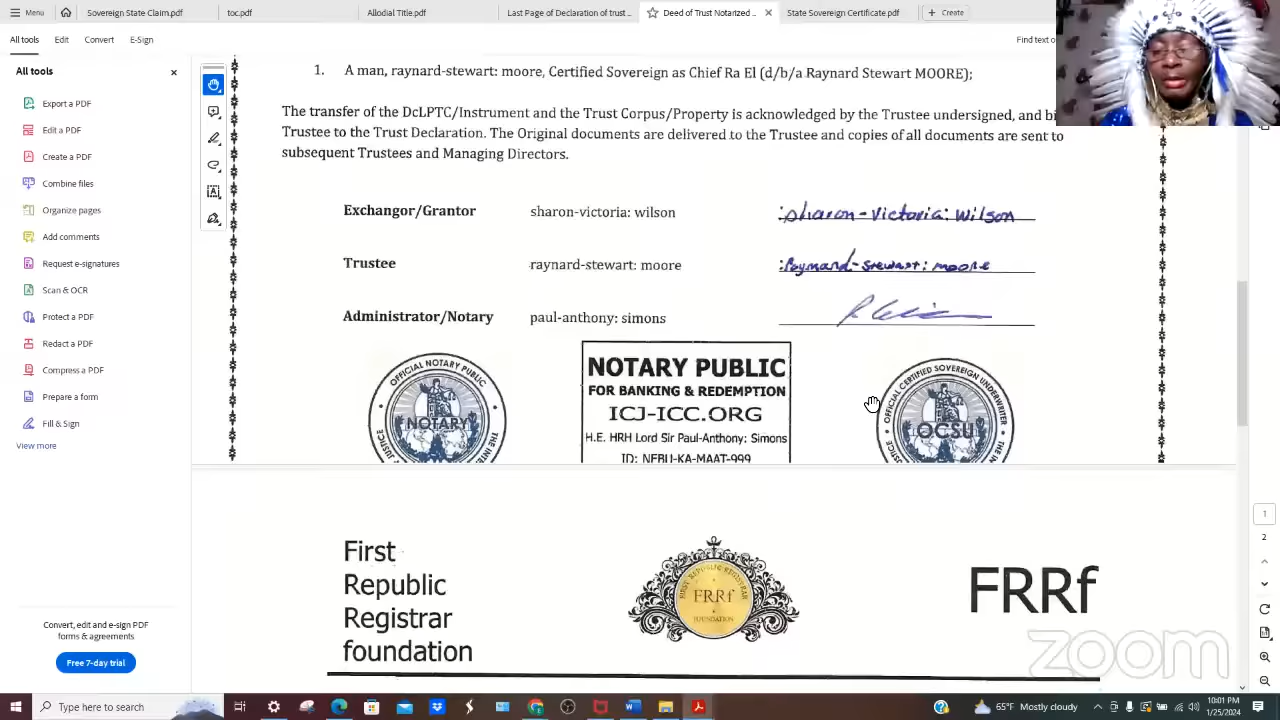 Menu
Sovereign State Claim.pdf
toc.pdf
Allodial Title.pdf
Last Page of Declaration of trust ...
Deed of Trust Notarized ...
State Sovereign Certificate.pdf
Create
All tools
Edit
Convert
E-Sign
Find text o
All tools
Export a PDF
Edit a PDF
Create a PDF
Combine files
Organize pages
Add comments
Request e-signatures
Scan & OCR
Protect a PDF
Redact a PDF
Compress a PDF
Prepare a form
Fill & Sign
View more
Convert, edit and e-sign PDF
forms & agreements
Free 7-day trial
1. A man, raynard-stewart: moore, Certified Sovereign as Chief Ra El (d/b/a Raynard Stewart MOORE);
The transfer of the DcLPTC/Instrument and the Trust Corpus/Property is acknowledged by the Trustee undersigned, and bi
Trustee to the Trust Declaration. The Original documents are delivered to the Trustee and copies of all documents are sent to
subsequent Trustees and Managing Directors.
Exchangor/Grantor sharon-victoria: wilson :sharon-victoria: wilson
Trustee raynard-stewart: moore :Raynard-stewart: moore
Administrator/Notary paul-anthony: simons
OFFICIAL NOTARY PUBLIC
NOTARY
NOTARY PUBLIC
FOR BANKING & REDEMPTION
ICJ-ICC.ORG
H.E. HRH Lord Sir Paul-Anthony: Simons
ID: NEBU-KA-MAAT-999
OFFICIAL CERTIFIED SOVEREIGN UNDERWRITER
OCSU
First
Republic
Registrar
foundation
FIRST REPUBLIC REGISTRAR
FRRf
FOUNDATION
FRRf
zoom
1
2
Type here to search
65°F Mostly cloudy
10:01 PM
1/25/2024